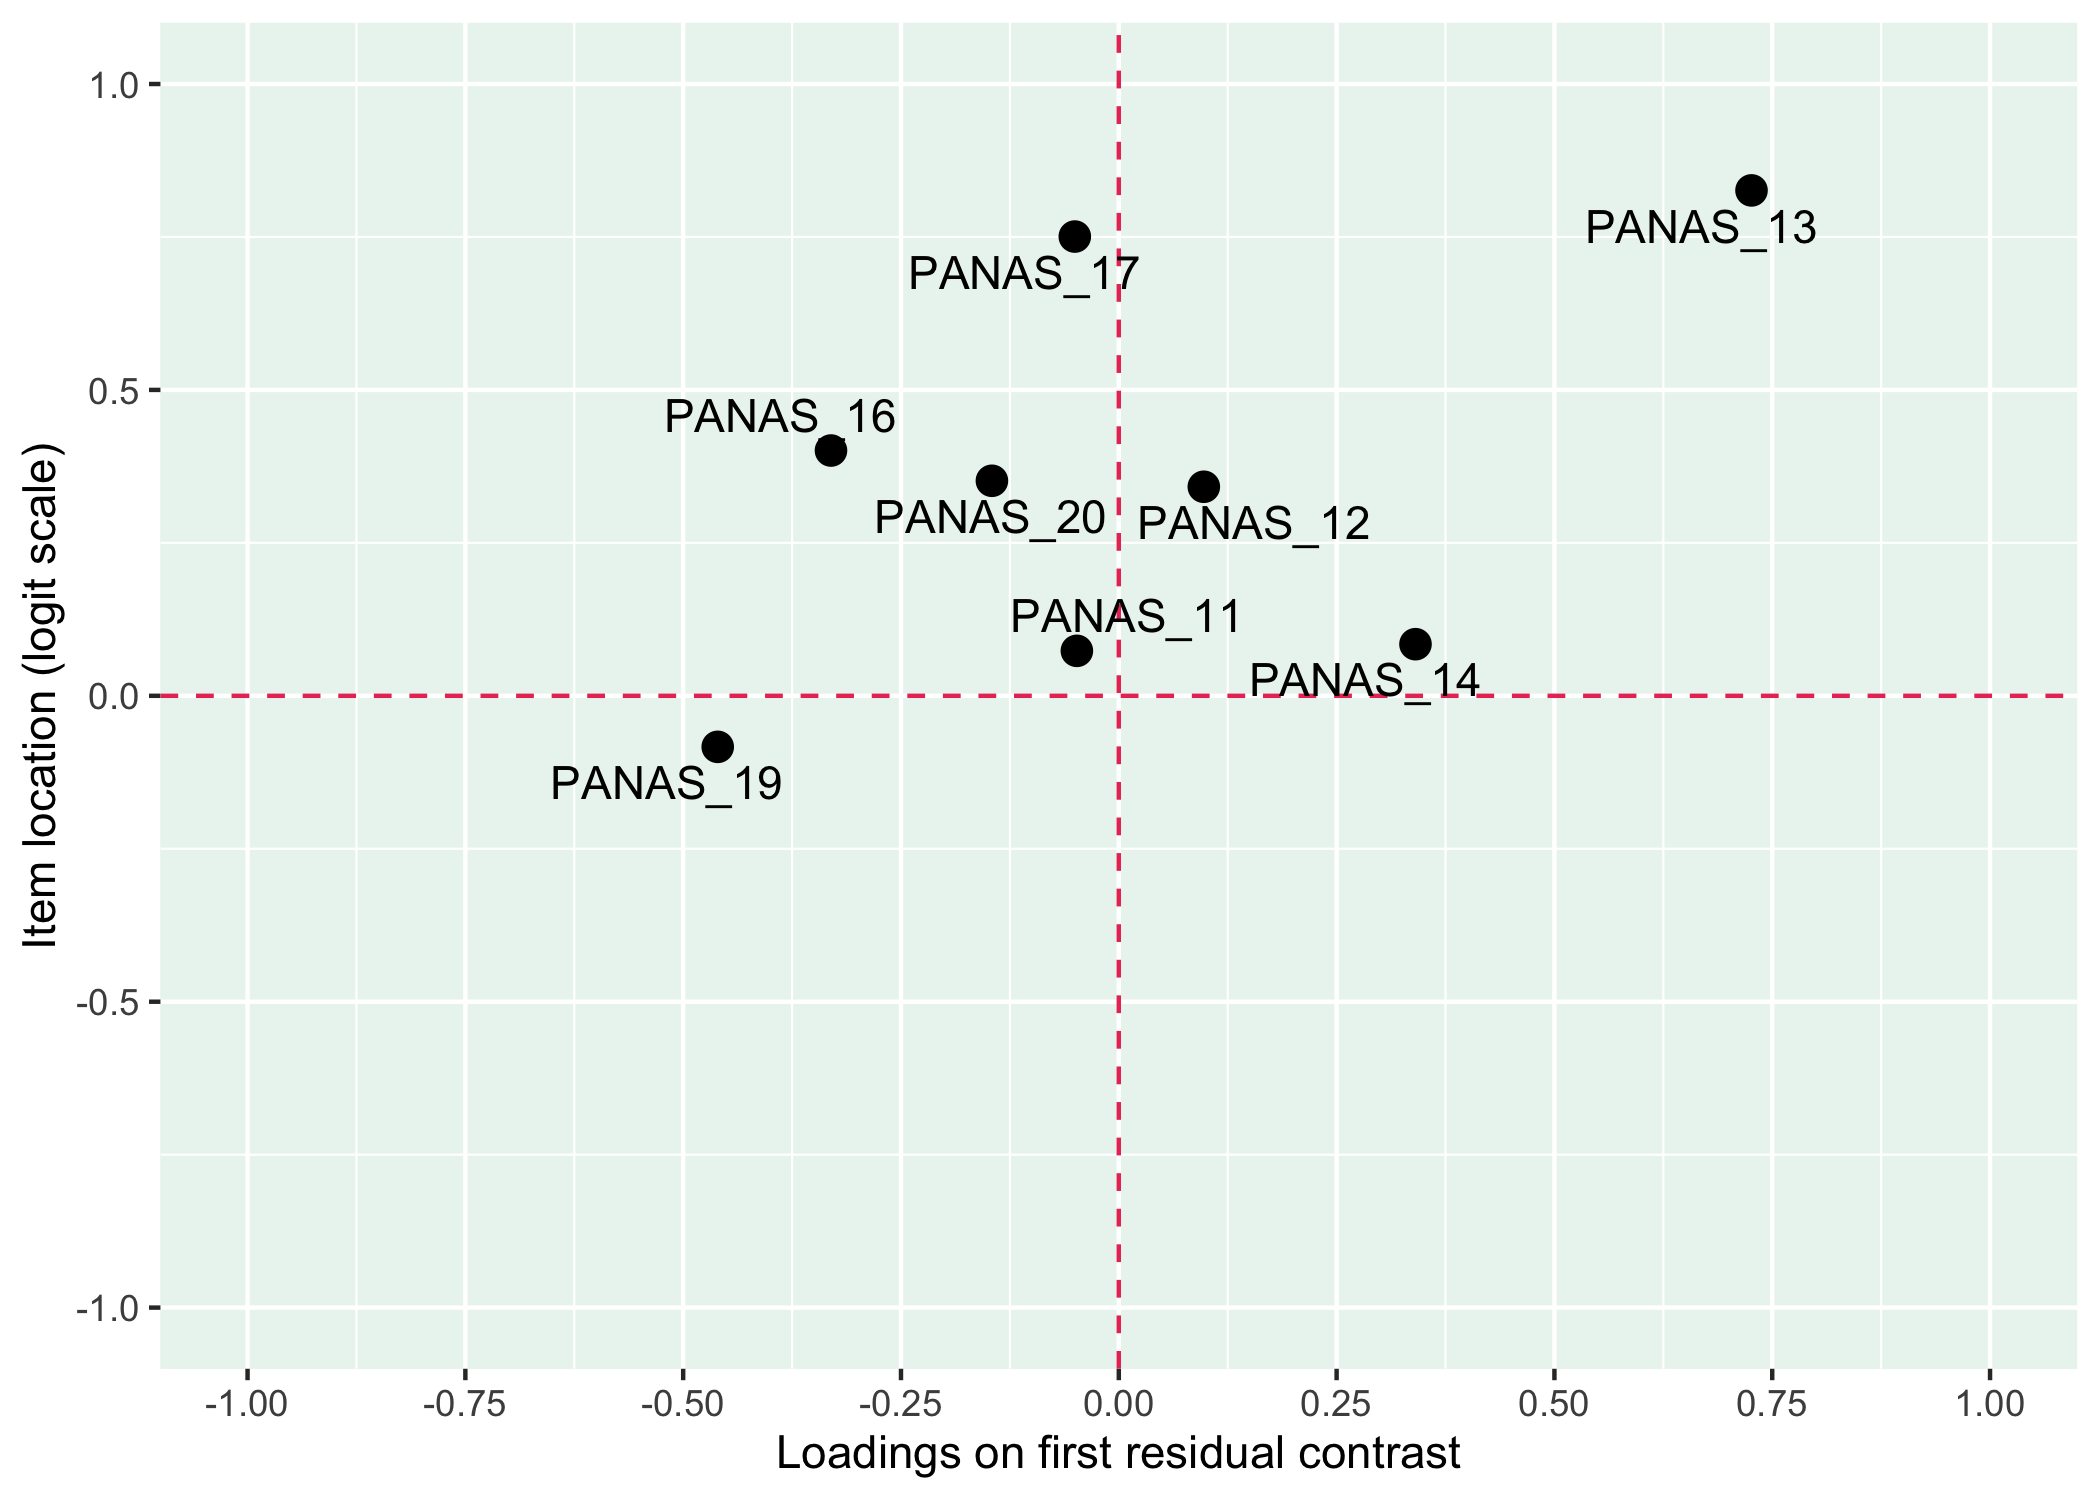 1.0
PANAS_13
PANAS_17
0.5
PANAS_16
PANAS_20
PANAS_12
PANAS_11
PANAS_14
0.0
PANAS_19
-0.5
-1.0
Item location (logit scale)
-1.00 -0.75 -0.50 -0.25 0.00 0.25 0.50 0.75 1.00
Loadings on first residual contrast